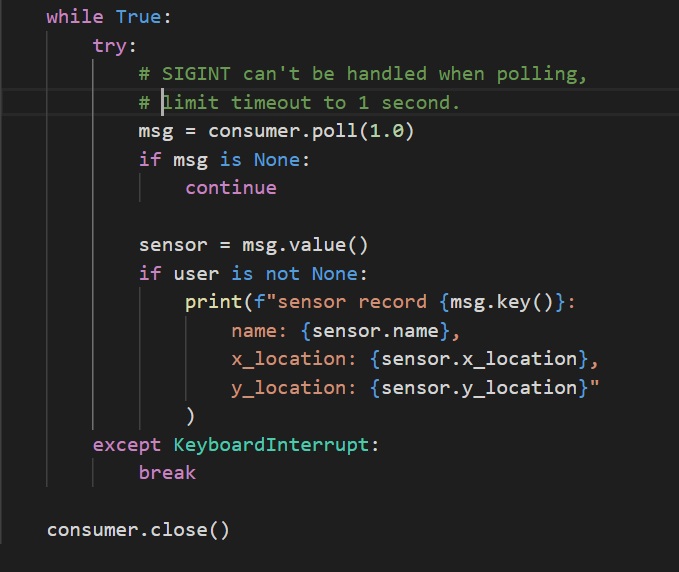 while True:
    try:
        # SIGINT can't be handled when polling,
        # limit timeout to 1 second.
        msg = consumer.poll(1.0)
        if msg is None:
            continue

        sensor = msg.value()
        if user is not None:
            print(f"sensor record {msg.key()}:
                name: {sensor.name},
                x_location: {sensor.x_location},
                y_location: {sensor.y_location}"
            )
    except KeyboardInterrupt:
        break

consumer.close()